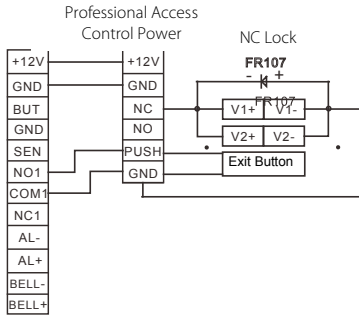 Professional Access
Control Power
NC Lock
FR107
- +
+12V
GND
BUT
GND
SEN
NO1
COM1
NC1
AL-
AL+
BELL-
BELL+
+12V
GND
NC
NO
PUSH
GND
FR107
V1+ V1-
V2+ V2-
Exit Button